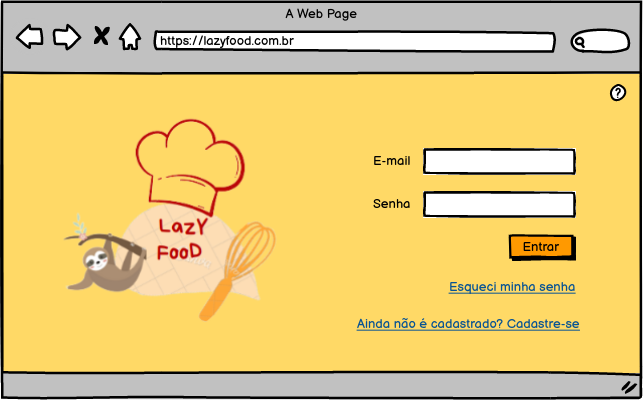 A Web Page
https://lazyfood.com.br
?
LAZY
FOOD
E-mail
Senha
Entrar
Esqueci minha senha
Ainda não é cadastrado? Cadastre-se